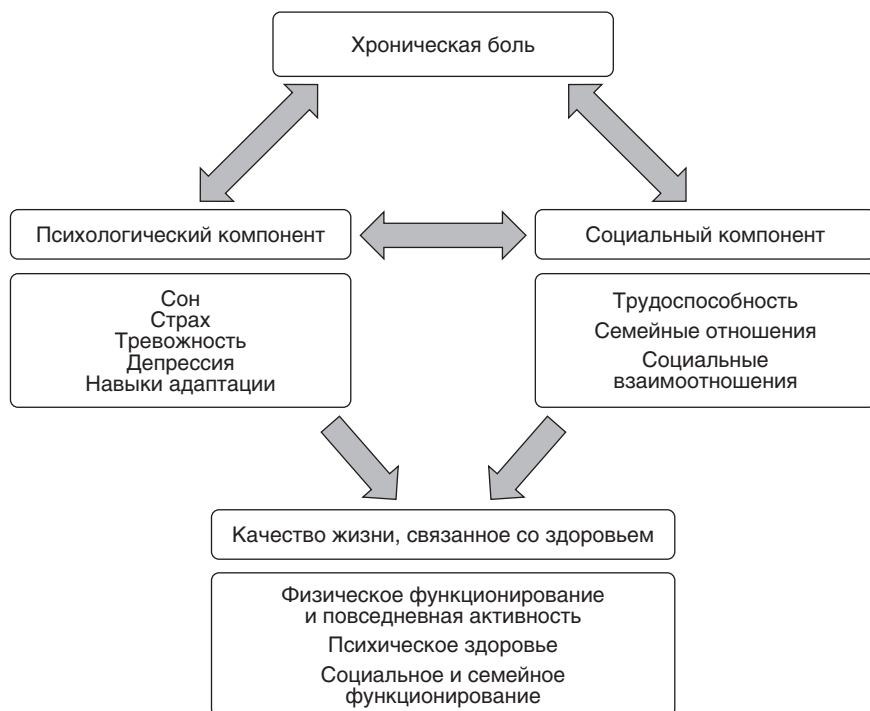 Хроническая боль
Психологический компонент
Социальный компонент
Сон
Страх
Тревожность
Депрессия
Навыки адаптации
Трудоспособность
Семейные отношения
Социальные
взаимоотношения
Качество жизни, связанное со здоровьем
Физическое функционирование
и повседневная активность
Психическое здоровье
Социальное и семейное
функционирование